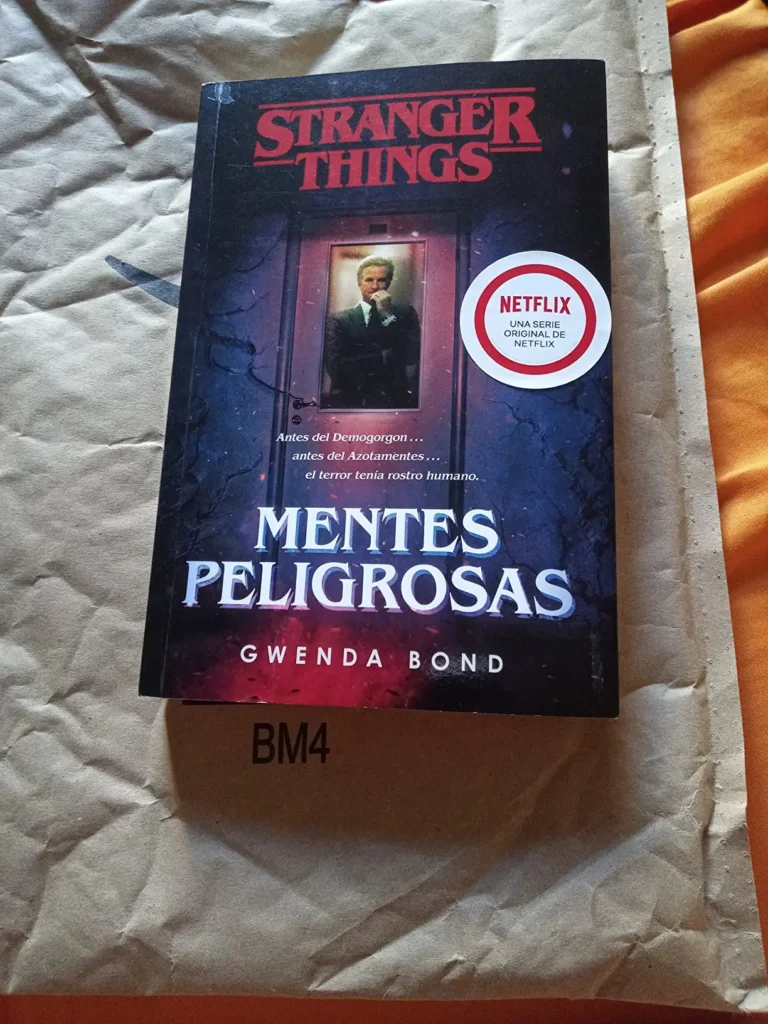 STRANGER
THINGS
NETFLIX
UNA SERIE
ORIGINAL DE
NETFLIX
Antes del Demogorgon...
antes del Azotamentes...
el terror tenía rostro humano.
MENTES
PELIGROSAS
GWENDA BOND
BM4